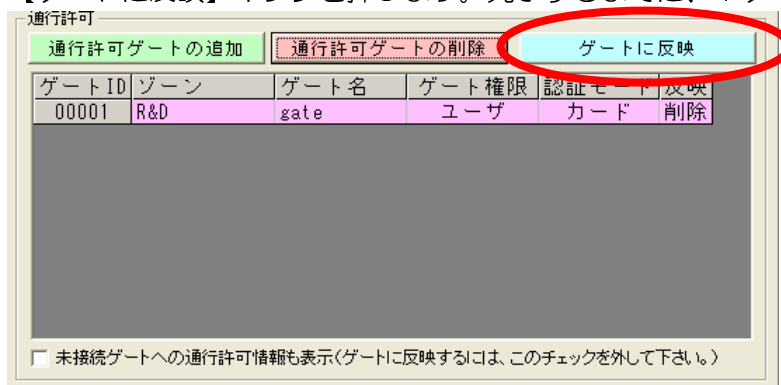 通行許可
通行許可ゲートの追加 通行許可ゲートの削除 ゲートに反映
ゲートID ゾーン ゲート名 ゲート権限 認証モード 反映
00001 R&D gate ユーザ カード 削除
未接続ゲートへの通行許可情報も表示(ゲートに反映するには、このチェックを外して下さい。)